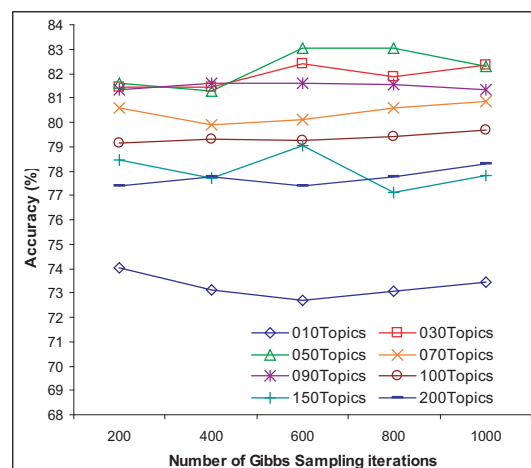 83
84
82
81
80
79
78
77
76
75
74
73
72
71
70
69
68
Accuracy (%)
010Topics
030Topics
050Topics
070Topics
090Topics
100Topics
150Topics
200Topics
200
400
600
800
1000
Number of Gibbs Sampling iterations